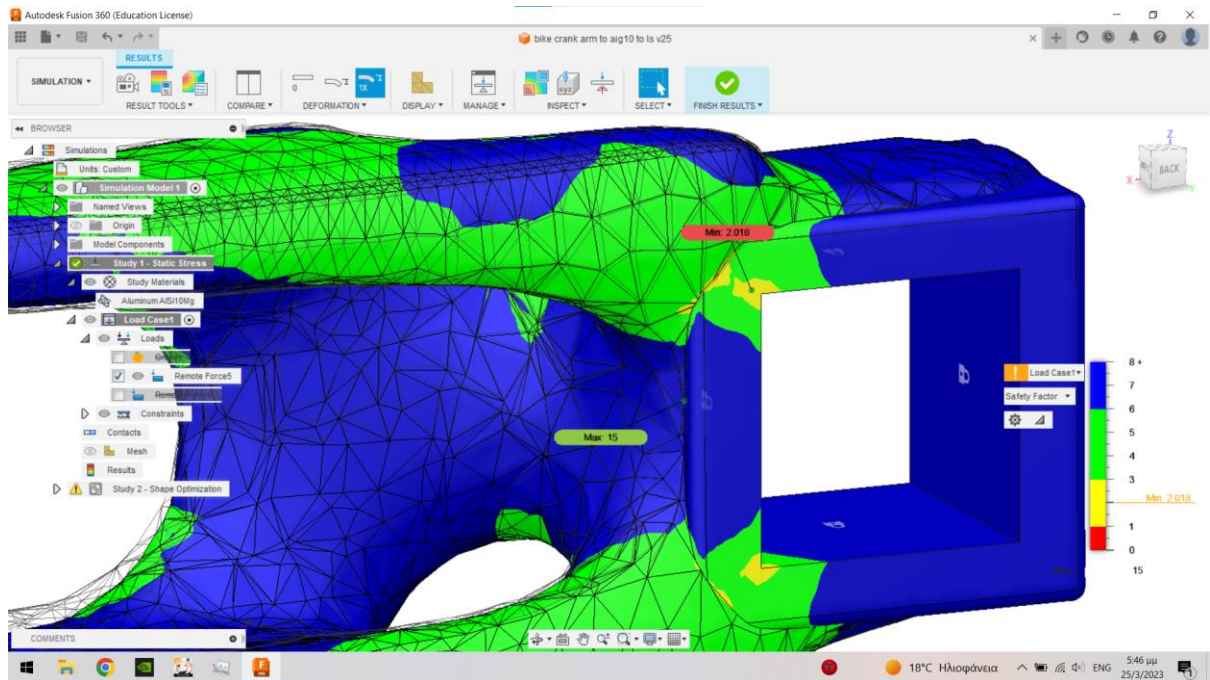 Autodesk Fusion 360 (Education License)
bike crank arm to aig10 to ls v25
RESULTS
SIMULATION
RESULT TOOLS
COMPARE
DEFORMATION
DISPLAY
MANAGE
INSPECT
SELECT
FINISH RESULTS
BROWSER
Simulations
Units: Custom
Simulation Model 1
Named Views
Origin
Model Components
Study 1 - Static Stress
Study Materials
Aluminum AlSi10Mg
Load Case1
Loads
Gravity
Remote Force5
Constraints
Contacts
Mesh
Results
Study 2 - Shape Optimization
Min: 2.018
Max: 15
Z
X
Y
BACK
Load Case1
Safety Factor
8 +
7
6
5
4
3
Min: 2.018
1
0
15
COMMENTS
18°C Ηλιοφάνεια
ENG
5:46 μμ
25/3/2023